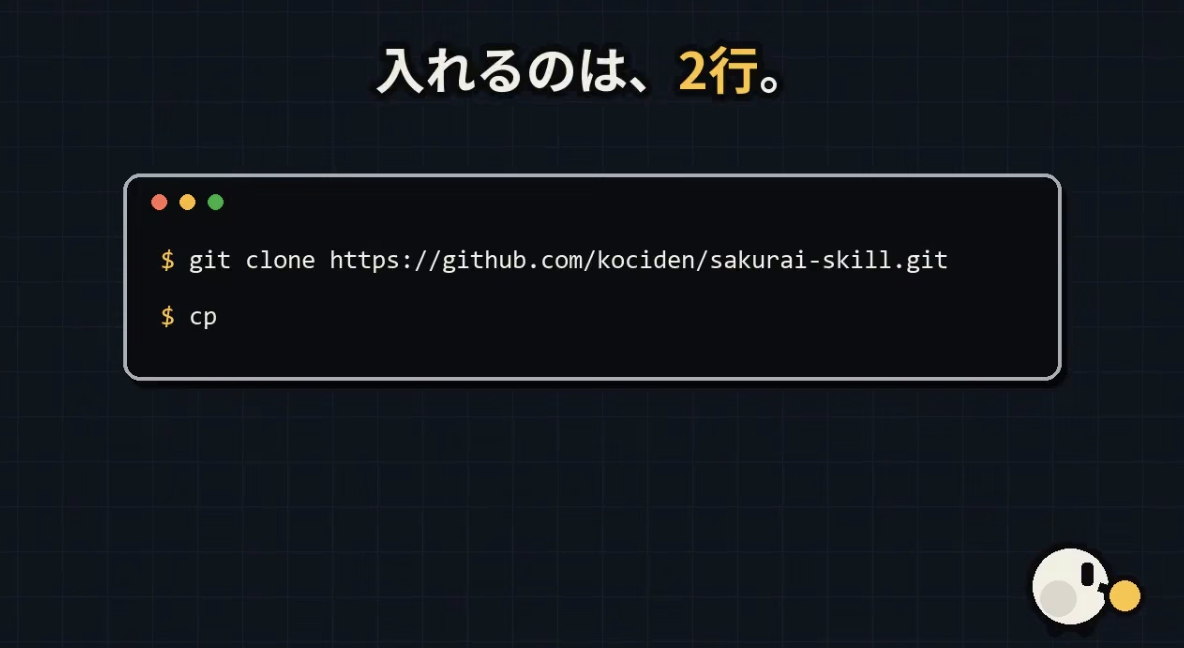 入れるのは、2行。
$ git clone https://github.com/kociden/sakurai-skill.git
$ cp